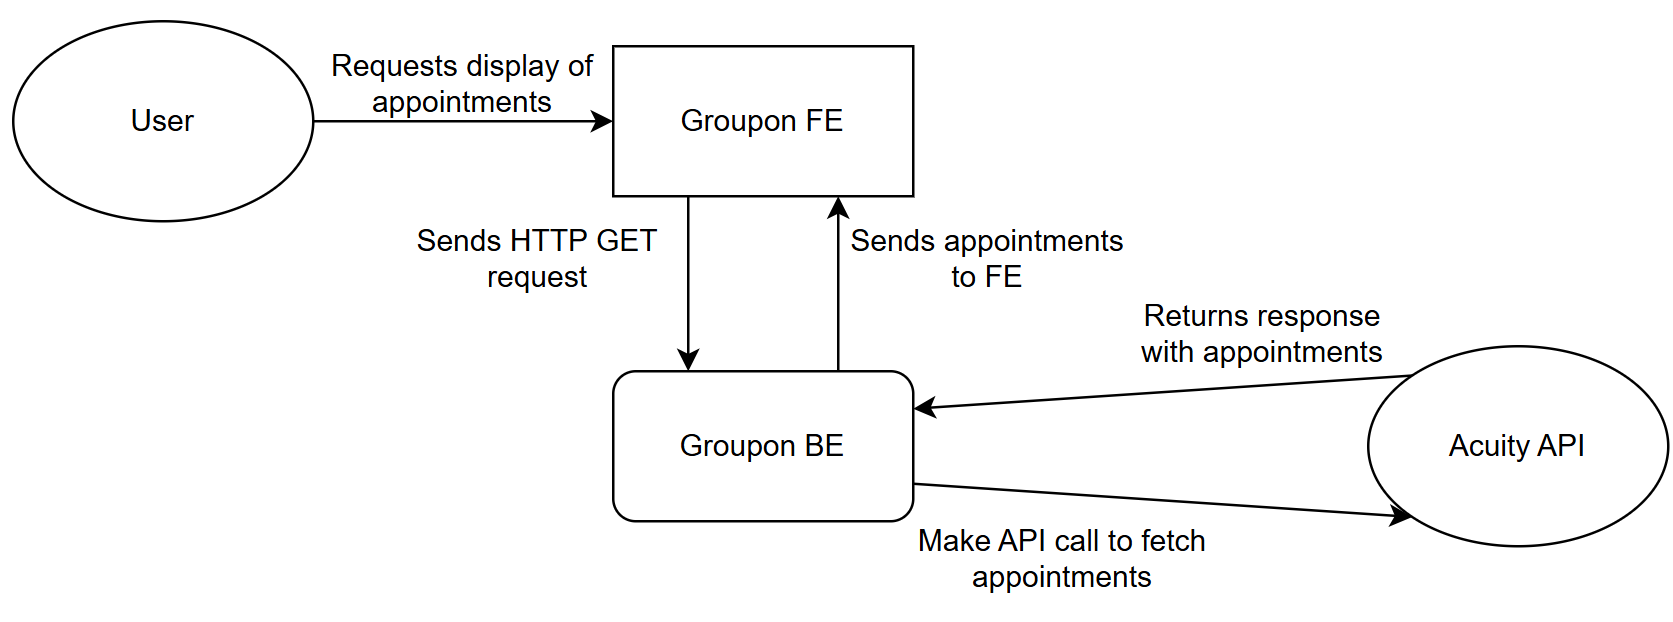 User
Requests display of
appointments
Groupon FE
Sends HTTP GET
request
Sends appointments
to FE
Returns response
with appointments
Groupon BE
Acuity API
Make API call to fetch
appointments